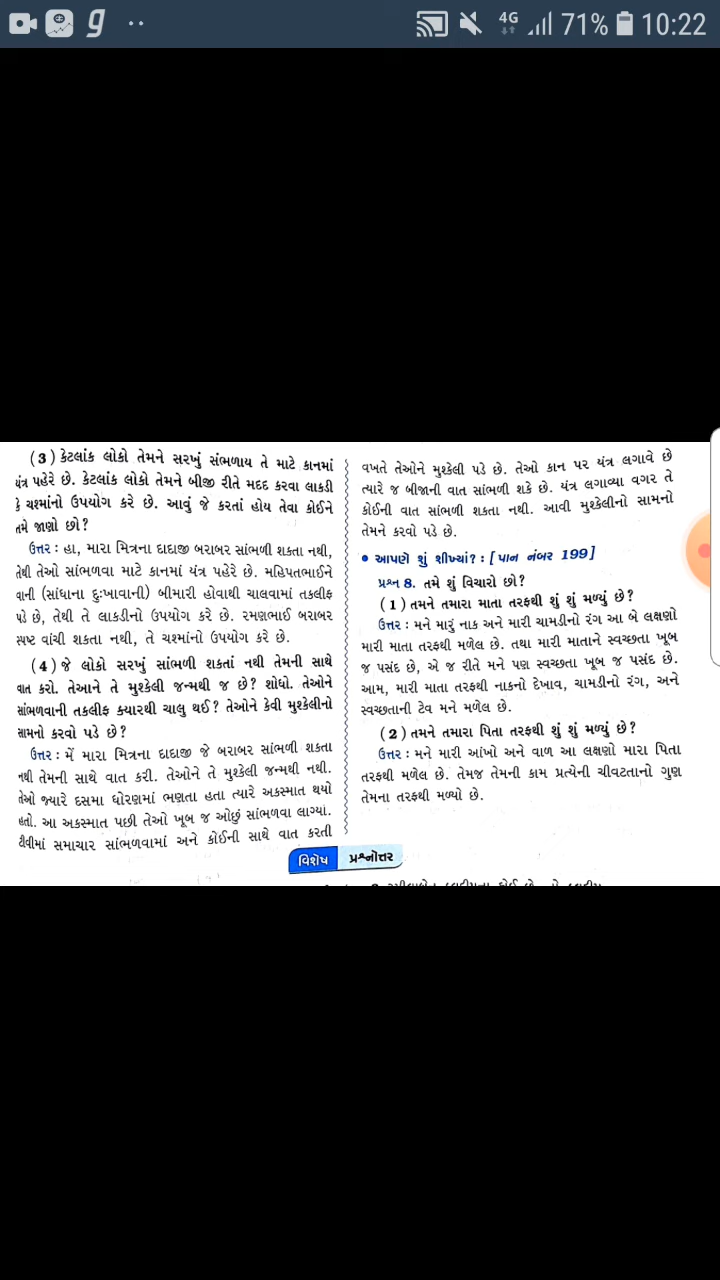 4G 71% 10:22
(3) કેટલાંક લોકો તેમને સરખું સંભળાય તે માટે કાનમાં
યંત્ર પહેરે છે. કેટલાંક લોકો તેમને બીજી રીતે મદદ કરવા લાકડી
કે ચશ્માંનો ઉપયોગ કરે છે. આવું જે કરતાં હોય તેવા કોઈને
તમે જાણો છો?
ઉત્તર : હા, મારા મિત્રના દાદાજી બરાબર સાંભળી શકતા નથી,
તેથી તેઓ સાંભળવા માટે કાનમાં યંત્ર પહેરે છે. મહિપતભાઈને
વાની (સાંધાના દુઃખાવાની) બીમારી હોવાથી ચાલવામાં તકલીફ
પડે છે, તેથી તે લાકડીનો ઉપયોગ કરે છે. રમણભાઈ બરાબર
સ્પષ્ટ વાંચી શકતા નથી, તે ચશ્માંનો ઉપયોગ કરે છે.
(4) જે લોકો સરખું સાંભળી શકતાં નથી તેમની સાથે
વાત કરો. તેઆને તે મુશ્કેલી જન્મથી જ છે? શોધો. તેઓને
સાંભળવાની તકલીફ ક્યારથી ચાલુ થઈ? તેઓને કેવી મુશ્કેલીનો
સામનો કરવો પડે છે?
ઉત્તર : મેં મારા મિત્રના દાદાજી જે બરાબર સાંભળી શકતા
નથી તેમની સાથે વાત કરી. તેઓને તે મુશ્કેલી જન્મથી નથી.
તેઓ જ્યારે દસમા ધોરણમાં ભણતા હતા ત્યારે અકસ્માત થયો
હતો. આ અકસ્માત પછી તેઓ ખૂબ જ ઓછું સાંભળવા લાગ્યાં.
ટીવીમાં સમાચાર સાંભળવામાં અને કોઈની સાથે વાત કરતી
વખતે તેઓને મુશ્કેલી પડે છે. તેઓ કાન પર યંત્ર લગાવે છે
ત્યારે જ બીજાની વાત સાંભળી શકે છે. યંત્ર લગાવ્યા વગર તે
કોઈની વાત સાંભળી શકતા નથી. આવી મુશ્કેલીનો સામનો
તેમને કરવો પડે છે.
• આપણે શું શીખ્યાં? : [પાન નંબર 199]
પ્રશ્ન 8. તમે શું વિચારો છો?
(1) તમને તમારા માતા તરફથી શું શું મળ્યું છે?
ઉત્તર : મને મારું નાક અને મારી ચામડીનો રંગ આ બે લક્ષણો
મારી માતા તરફથી મળેલ છે. તથા મારી માતાને સ્વચ્છતા ખૂબ
જ પસંદ છે, એ જ રીતે મને પણ સ્વચ્છતા ખૂબ જ પસંદ છે.
આમ, મારી માતા તરફથી નાકનો દેખાવ, ચામડીનો રંગ, અને
સ્વચ્છતાની ટેવ મને મળેલ છે.
(2) તમને તમારા પિતા તરફથી શું શું મળ્યું છે?
ઉત્તર : મને મારી આંખો અને વાળ આ લક્ષણો મારા પિતા
તરફથી મળેલ છે. તેમજ તેમની કામ પ્રત્યેની ચીવટતાનો ગુણ
તેમના તરફથી મળ્યો છે.
વિશેષ પ્રશ્નોત્તર